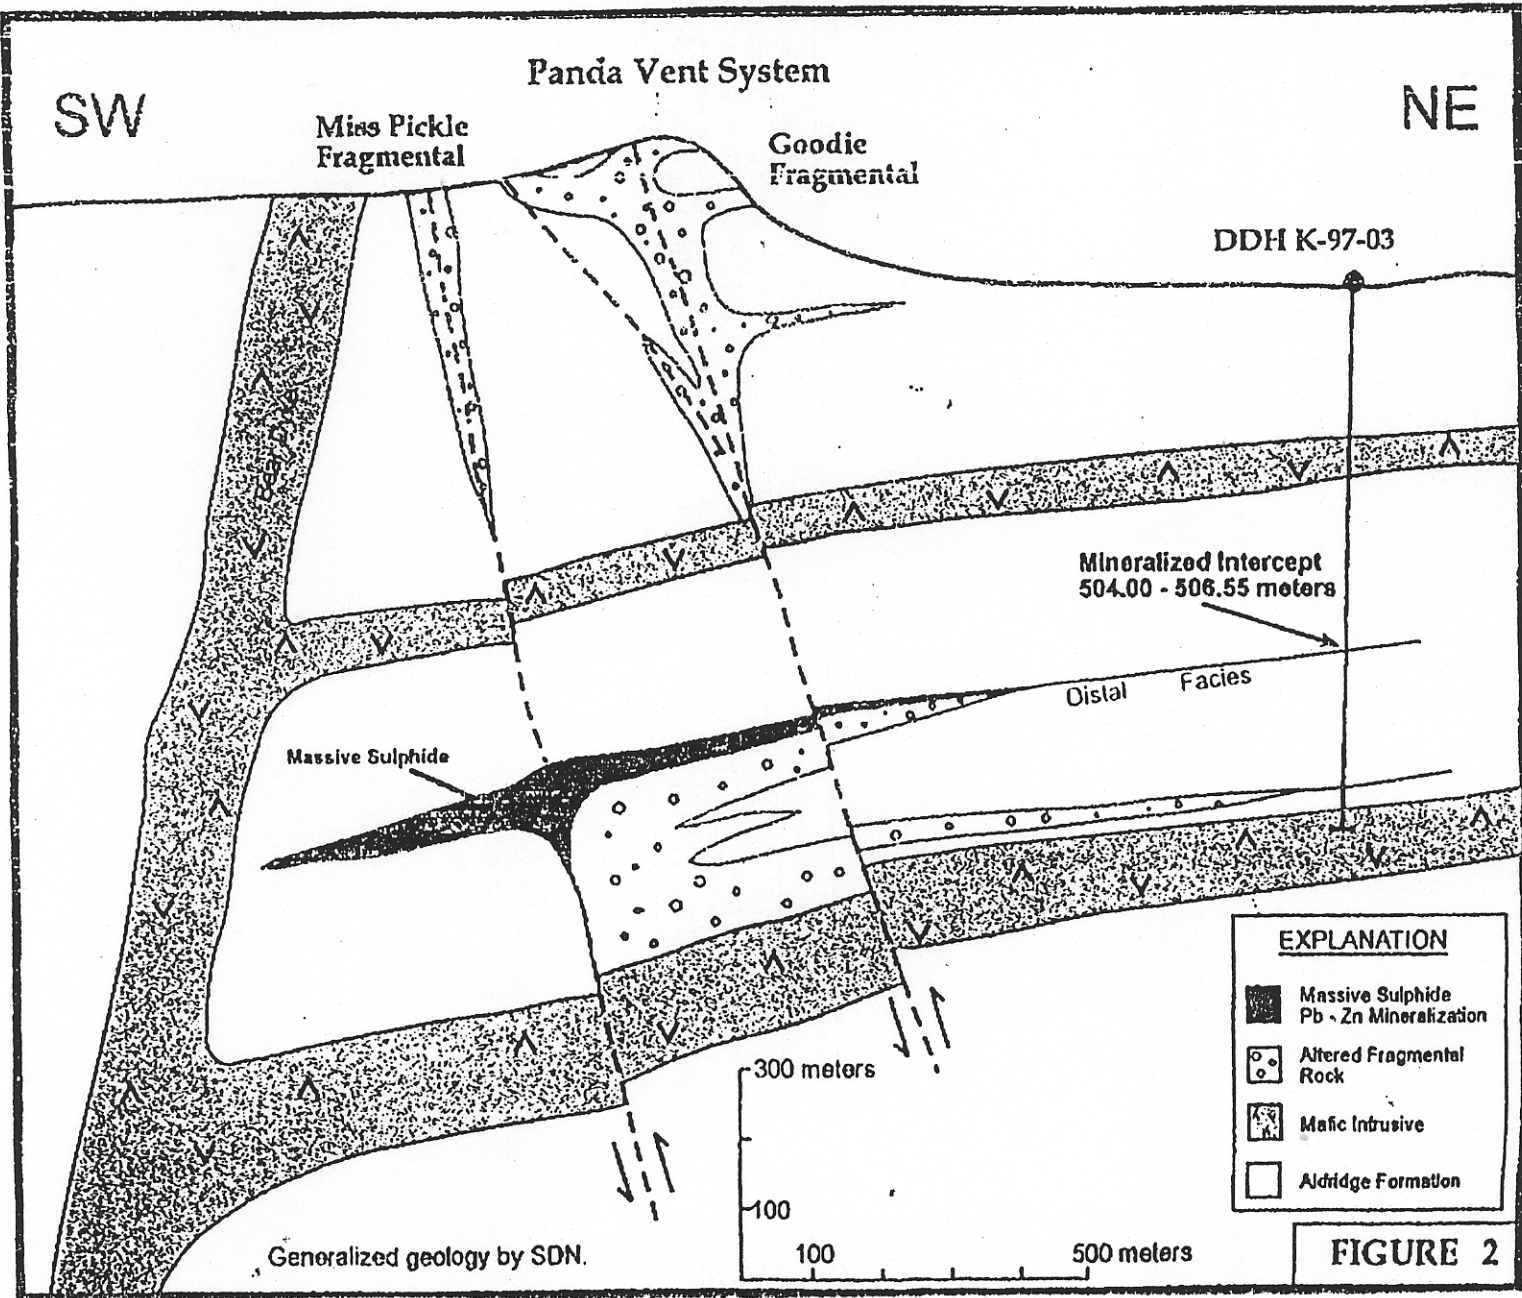 Panda Vent System
SW
NE
Miss Pickle
Fragmental
Goodie
Fragmental
DDH K-97-03
Mineralized Intercept
504.00 - 506.55 meters
Distal Facies
Massive Sulphide
EXPLANATION
Massive Sulphide
Pb - Zn Mineralization
Altered Fragmental
Rock
Mafic Intrusive
Aldridge Formation
300 meters
100
100
500 meters
Generalized geology by SDN.
FIGURE 2